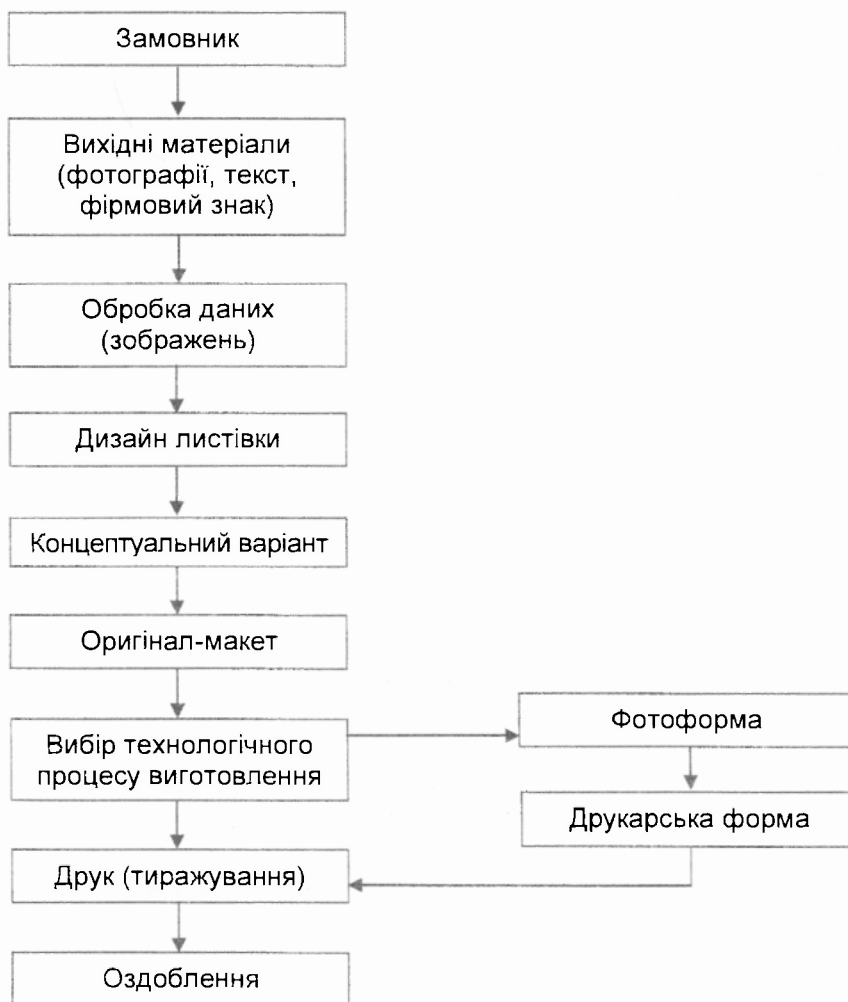 Замовник
Вихідні матеріали
(фотографії, текст,
фірмовий знак)
Обробка даних
(зображень)
Дизайн листівки
Концептуальний варіант
Оригінал-макет
Вибір технологічного
процесу виготовлення
Фотоформа
Друкарська форма
Друк (тиражування)
Оздоблення